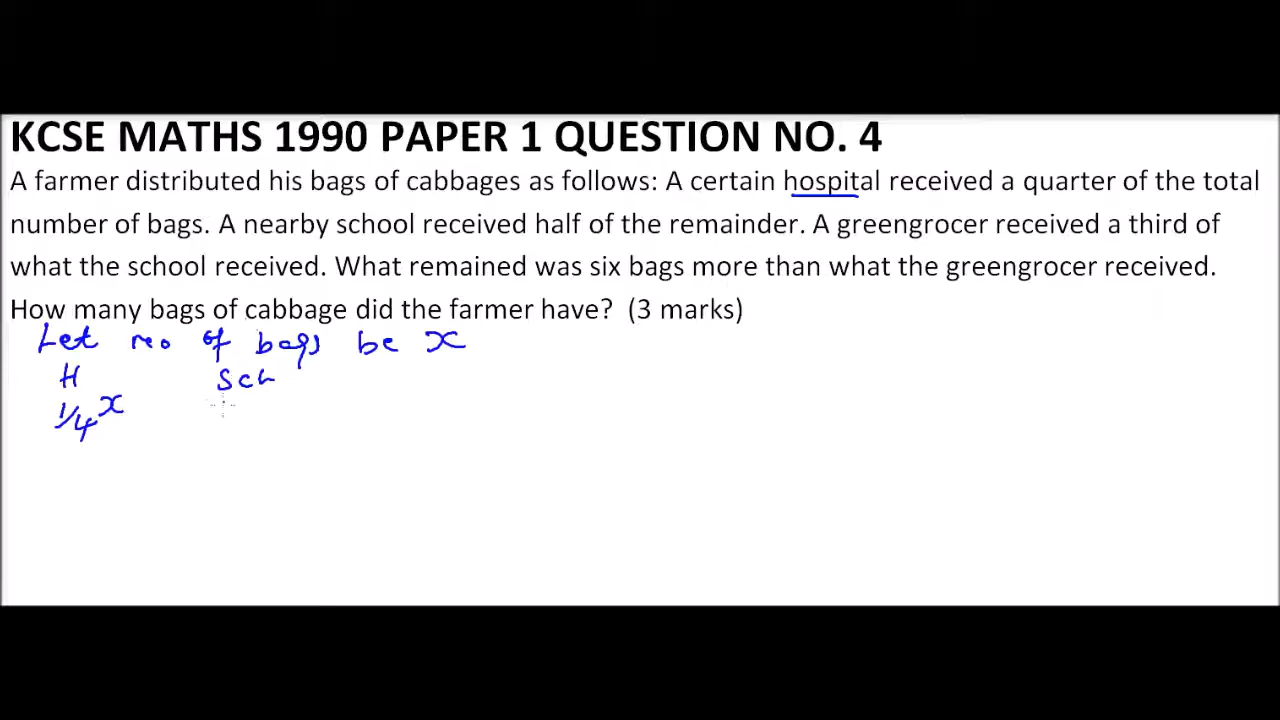 KCSE MATHS 1990 PAPER 1 QUESTION NO. 4
A farmer distributed his bags of cabbages as follows: A certain hospital received a quarter of the total
number of bags. A nearby school received half of the remainder. A greengrocer received a third of
what the school received. What remained was six bags more than what the greengrocer received.
How many bags of cabbage did the farmer have? (3 marks)
Let no of bags be x
H Sch
1/4 x